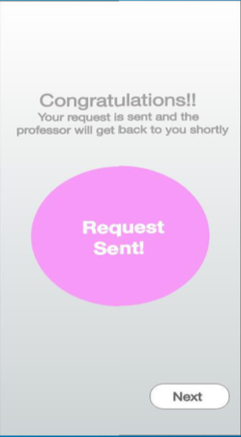 Congratulations!!
Your request is sent and the
professor will get back to you shortly
Request
Sent!
Next